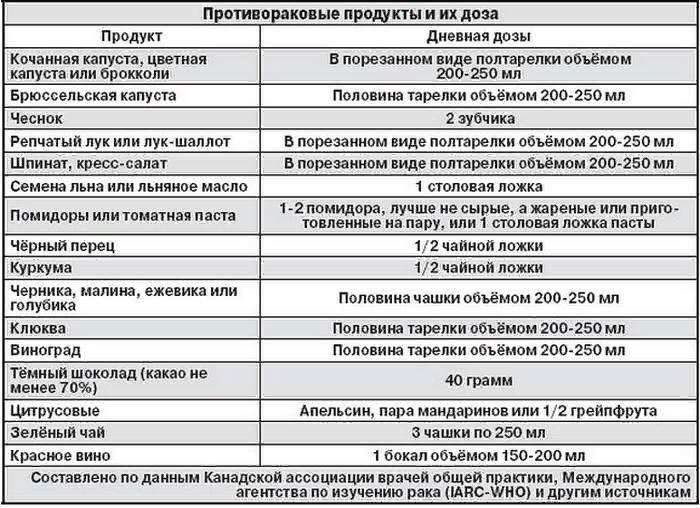 Противораковые продукты и их доза
Продукт
Дневная дозы
Кочанная капуста, цветная
капуста или брокколи
В порезанном виде полтарелки объёмом
200-250 мл
Брюссельская капуста
Половина тарелки объёмом 200-250 мл
Чеснок
2 зубчика
Репчатый лук или лук-шаллот
В порезанном виде полтарелки объёмом 200-250 мл
Шпинат, кресс-салат
В порезанном виде полтарелки объёмом 200-250 мл
Семена льна или льняное масло
1 столовая ложка
Помидоры или томатная паста
1-2 помидора, лучше не сырые, а жареные или приго-
товленные на пару, или 1 столовая ложка пасты
Чёрный перец
1/2 чайной ложки
Куркума
1/2 чайной ложки
Черника, малина, ежевика или
голубика
Половина чашки объёмом 200-250 мл
Клюква
Половина тарелки объёмом 200-250 мл
Виноград
Половина тарелки объёмом 200-250 мл
Тёмный шоколад (какао не
менее 70%)
40 грамм
Цитрусовые
Апельсин, пара мандаринов или 1/2 грейпфрута
Зелёный чай
3 чашки по 250 мл
Красное вино
1 бокал объёмом 150-200 мл
Составлено по данным Канадской ассоциации врачей общей практики, Международного
агентства по изучению рака (IARC-WHO) и другим источникам